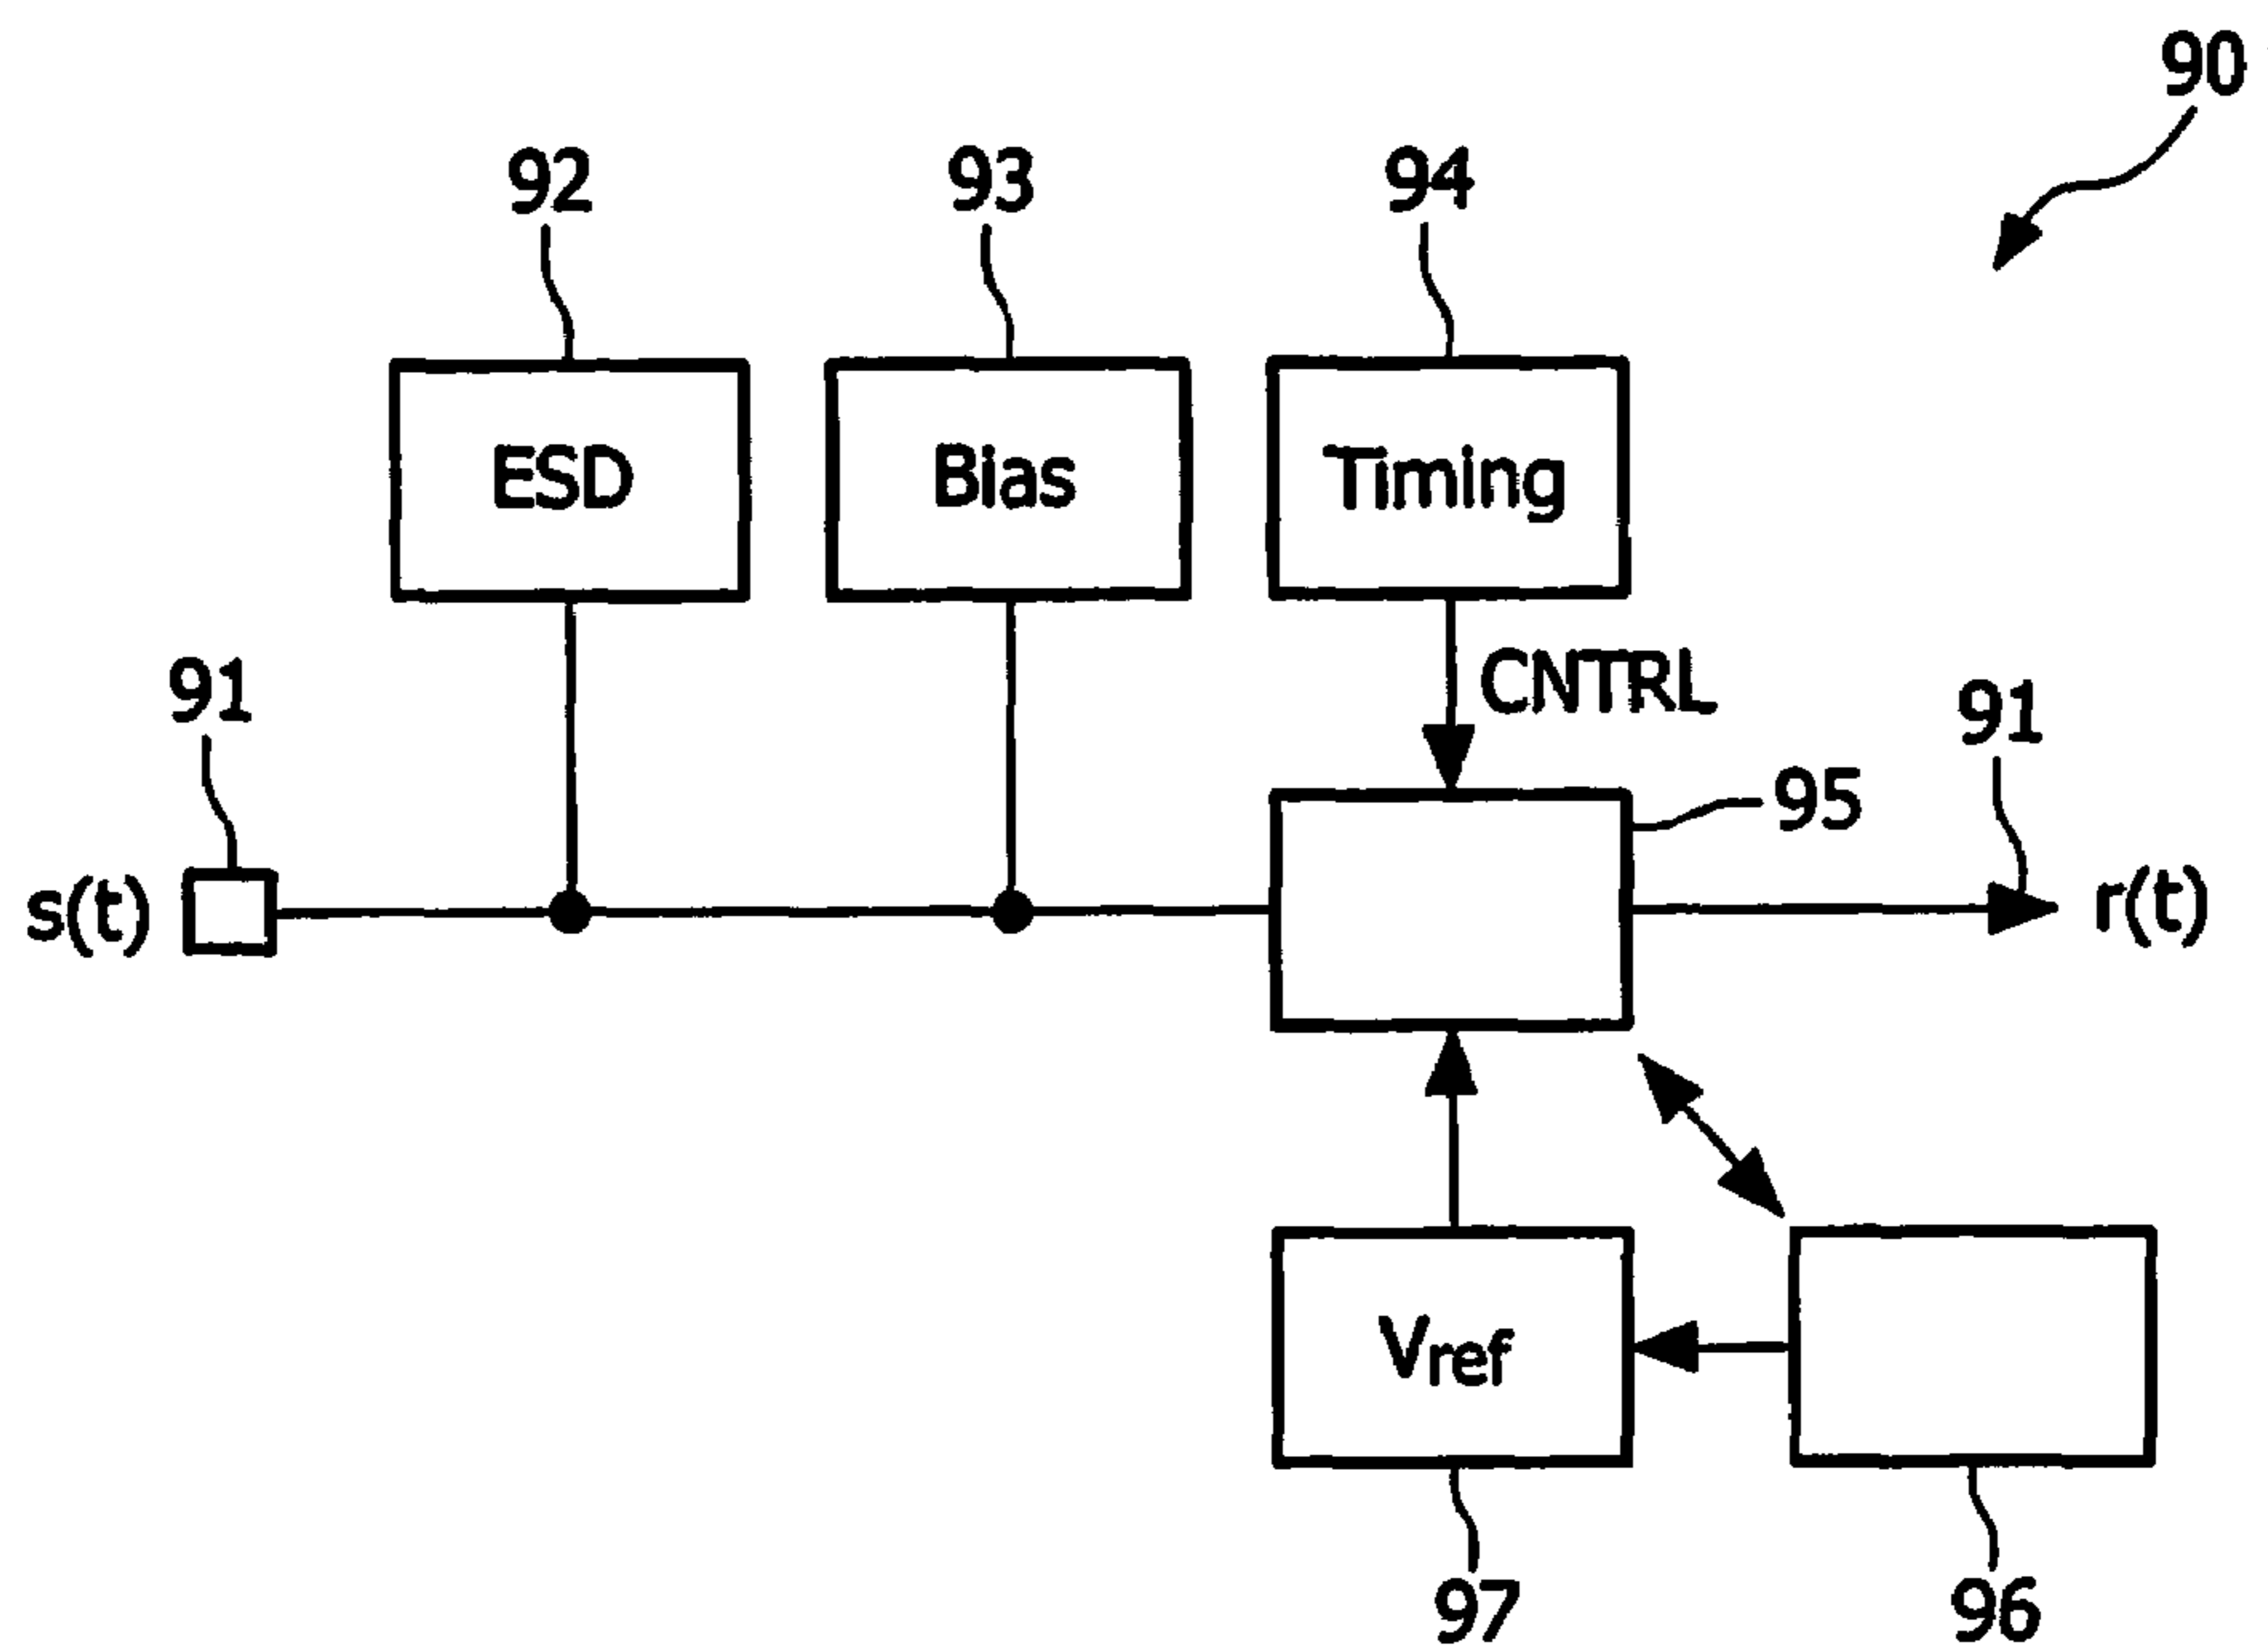 90
92
93
94
ESD
Bias
Timing
CNTRL
91
91
95
s(t)
r(t)
Vref
97
96